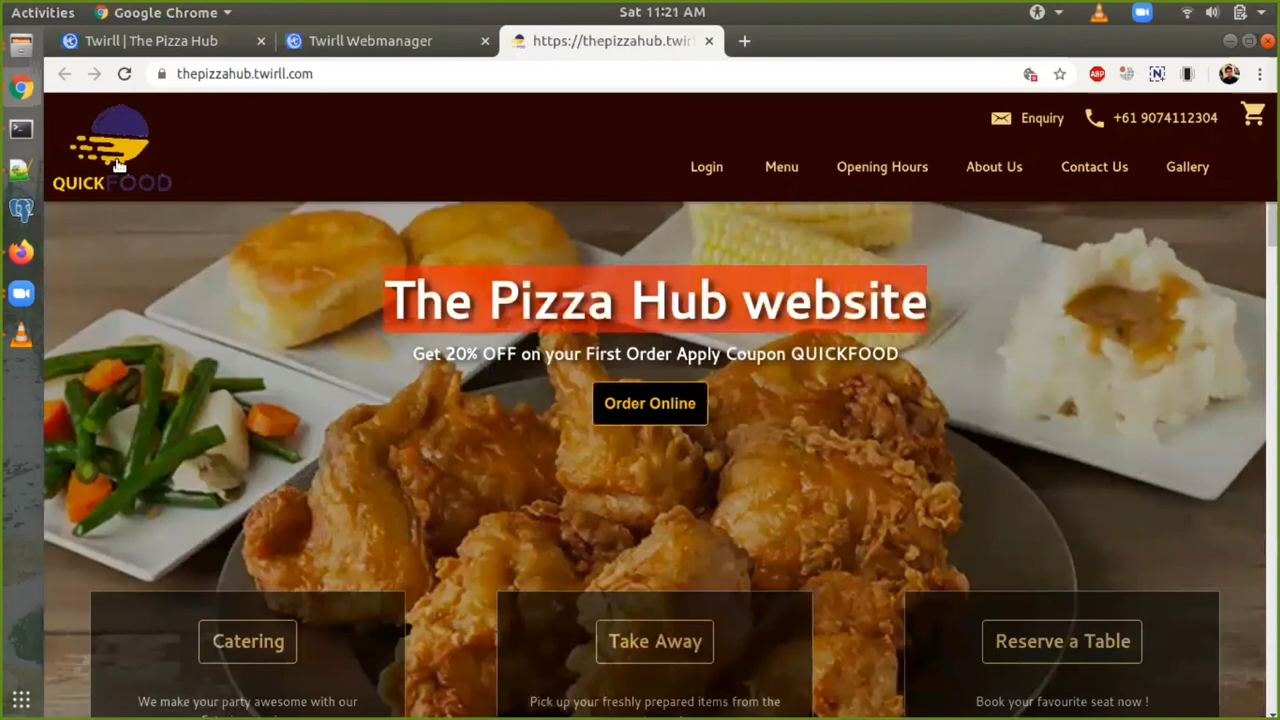 Activities
Google Chrome
Sat 11:21 AM
Twirll | The Pizza Hub
Twirll Webmanager
https://thepizzahub.twirl
thepizzahub.twirll.com
ABP
N
QUICKFOOD
Enquiry
+61 9074112304
Login
Menu
Opening Hours
About Us
Contact Us
Gallery
The Pizza Hub website
Get 20% OFF on your First Order Apply Coupon QUICKFOOD
Order Online
Catering
Take Away
Reserve a Table
We make your party awesome with our
Pick up your freshly prepared items from the
Book your favourite seat now !